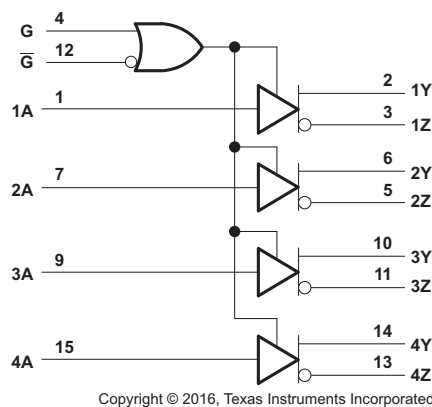 G 4
G̅ 12
1A 1
2 1Y
3 1Z
2A 7
6 2Y
5 2Z
3A 9
10 3Y
11 3Z
4A 15
14 4Y
13 4Z
Copyright © 2016, Texas Instruments Incorporated